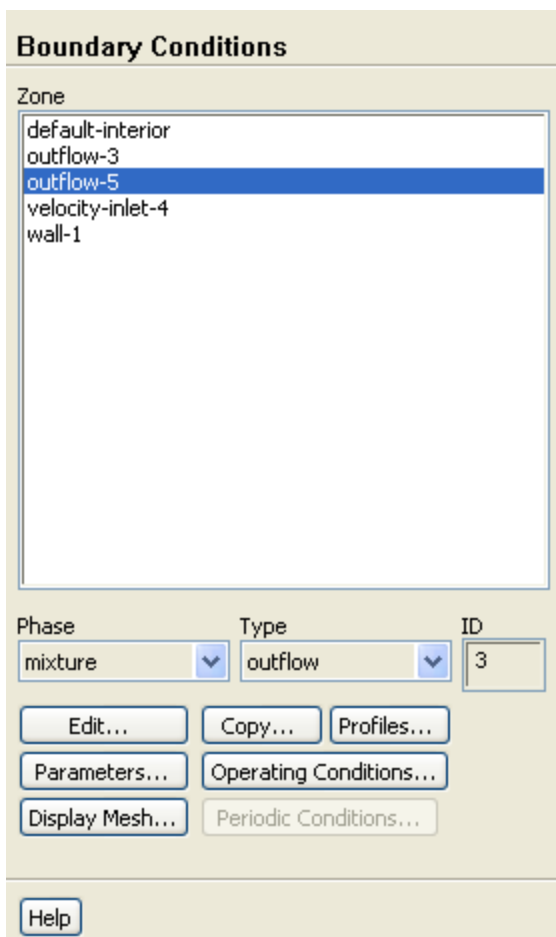 Boundary Conditions
Zone
default-interior
outflow-3
outflow-5
velocity-inlet-4
wall-1
Phase Type ID
mixture outflow 3
Edit... Copy... Profiles...
Parameters... Operating Conditions...
Display Mesh... Periodic Conditions...
Help